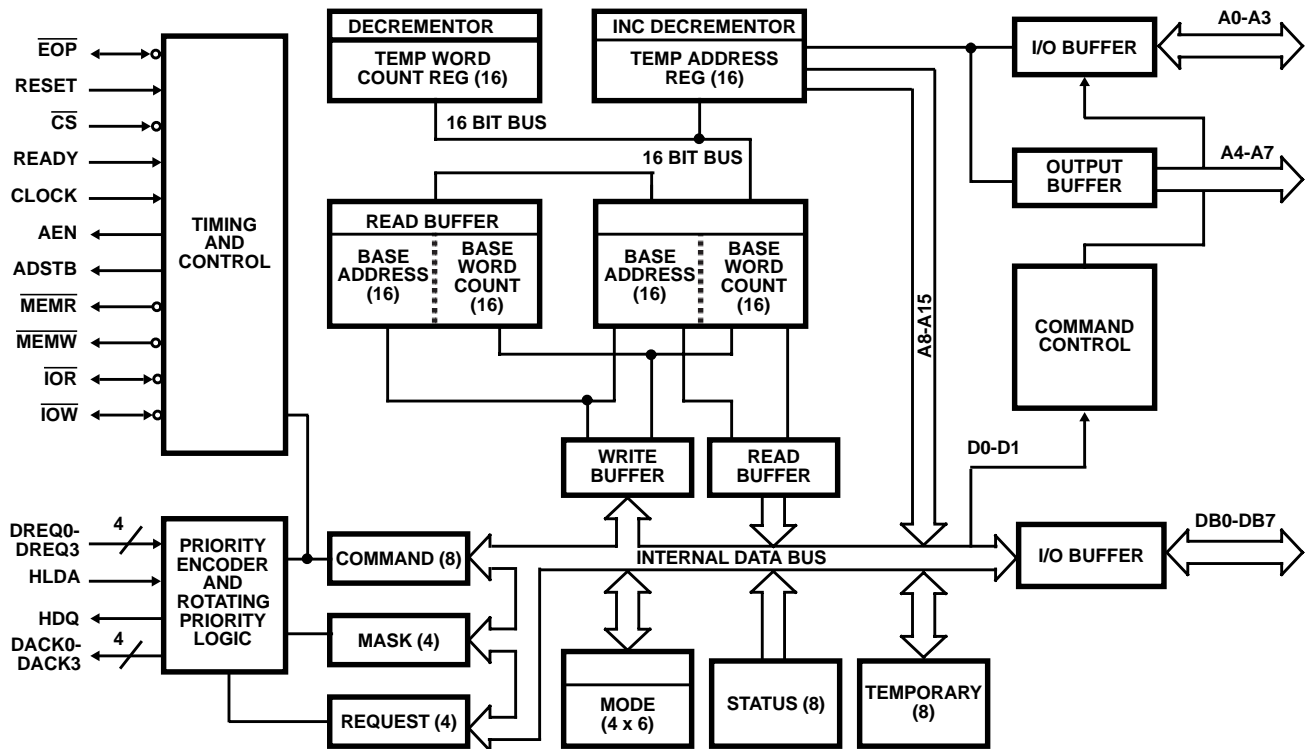 EOP
RESET
CS
READY
CLOCK
AEN
ADSTB
MEMR
MEMW
IOR
IOW
TIMING
AND
CONTROL
DREQ0-
DREQ3
4
HLDA
HDQ
DACK0-
DACK3
4
PRIORITY
ENCODER
AND
ROTATING
PRIORITY
LOGIC
DECREMENTOR
TEMP WORD
COUNT REG (16)
INC DECREMENTOR
TEMP ADDRESS
REG (16)
16 BIT BUS
16 BIT BUS
READ BUFFER
BASE
ADDRESS
(16)
BASE
WORD
COUNT
(16)
BASE
ADDRESS
(16)
BASE
WORD
COUNT
(16)
WRITE
BUFFER
READ
BUFFER
A8-A15
I/O BUFFER
A0-A3
OUTPUT
BUFFER
A4-A7
COMMAND
CONTROL
D0-D1
COMMAND (8)
MASK (4)
REQUEST (4)
INTERNAL DATA BUS
MODE
(4 x 6)
STATUS (8)
TEMPORARY
(8)
I/O BUFFER
DB0-DB7